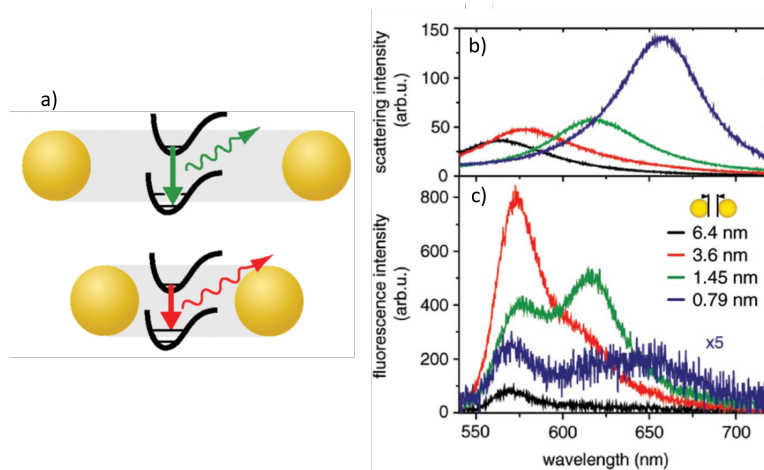 a)
b)
scattering intensity
(arb.u.)
150
100
50
0
c)
fluorescence intensity
(arb.u.)
800
600
400
200
0
6.4 nm
3.6 nm
1.45 nm
0.79 nm
x5
550
600
650
700
wavelength (nm)